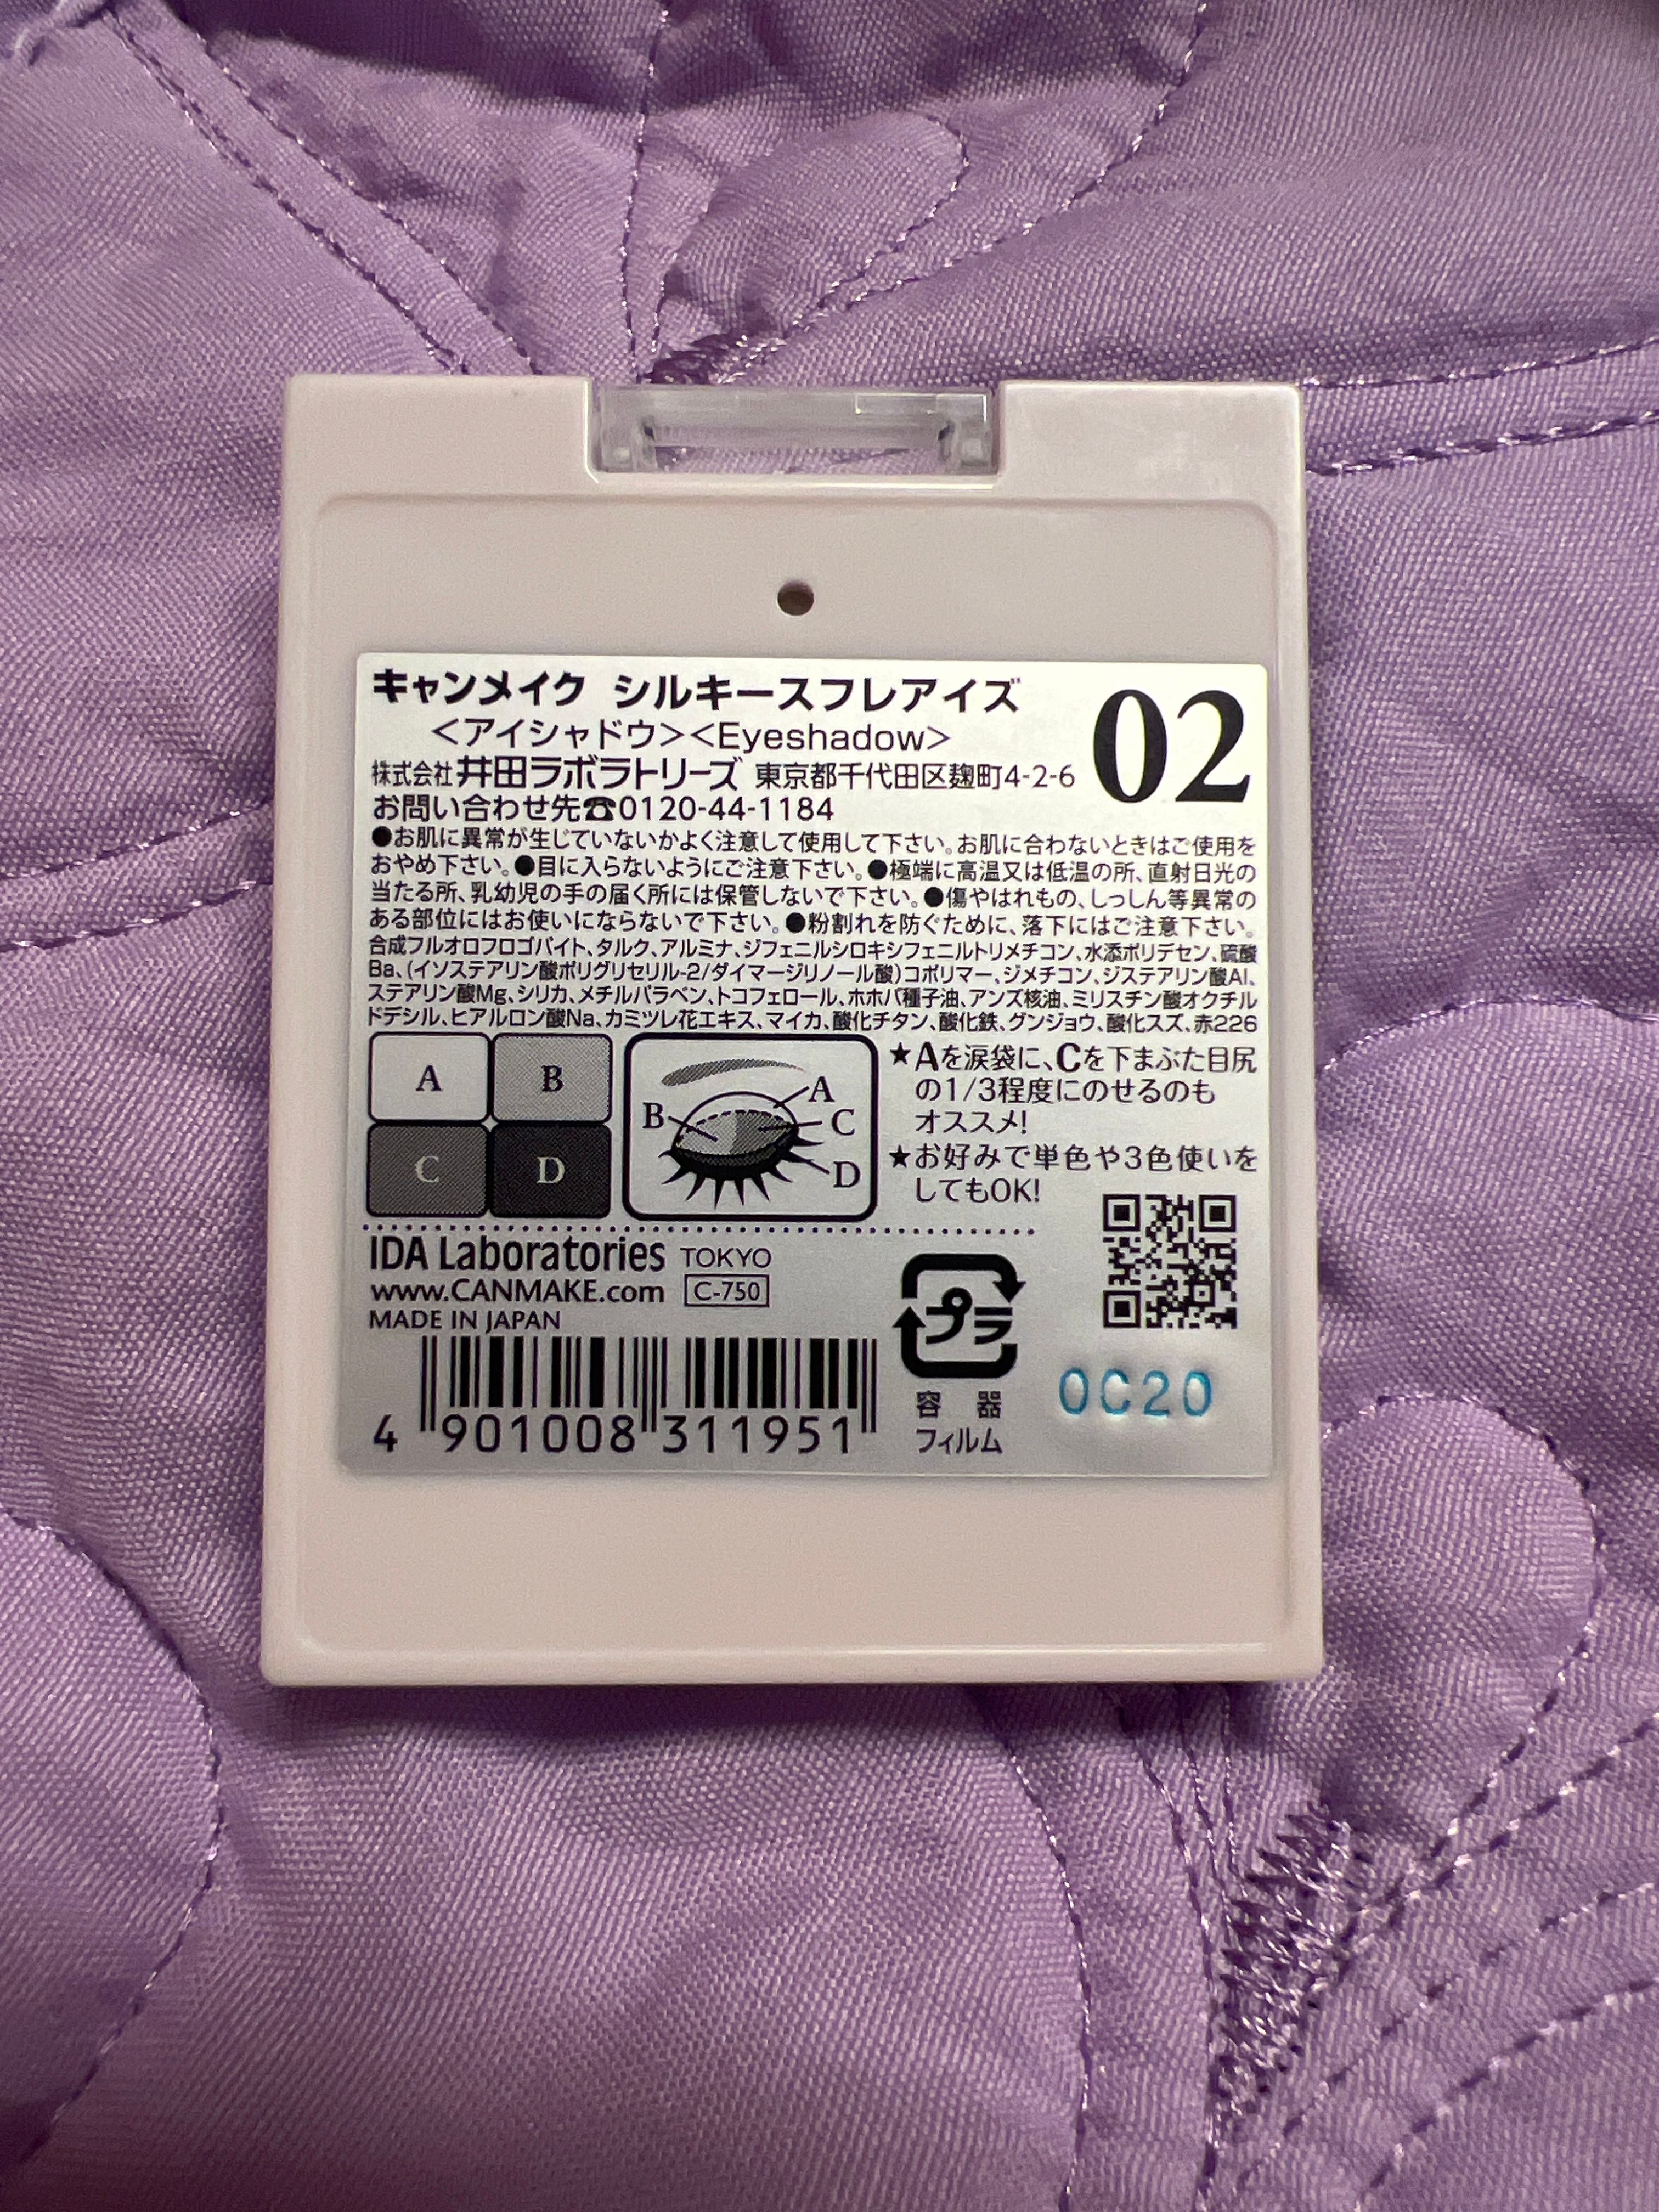 キャンメイク シルキースフレアイズ
02
<アイシャドウ><Eyeshadow>
株式会社 井田ラボラトリーズ 東京都千代田区麹町4-2-6
お問い合わせ先☎0120-44-1184
●お肌に異常が生じていないかよく注意して使用して下さい。お肌に合わないときはご使用を
おやめ下さい。●目に入らないようにご注意下さい。●極端に高温又は低温の所、直射日光の
当たる所、乳幼児の手の届く所には保管しないで下さい。●傷やはれもの、しっしん等異常の
ある部位にはお使いにならないで下さい。●粉割れを防ぐために、落下にはご注意下さい。
合成フルオロフロゴパイト、タルク、アルミナ、ジフェニルシロキシフェニルトリメチコン、水添ポリデセン、硫酸
Ba、(イソステアリン酸ポリグリセリル-2/ダイマージリノール酸)コポリマー、ジメチコン、ジステアリン酸Al、
ステアリン酸Mg、シリカ、メチルパラベン、トコフェロール、ホホバ種子油、アンズ核油、ミリスチン酸オクチル
ドデシル、ヒアルロン酸Na、カミツレ花エキス、マイカ、酸化チタン、酸化鉄、グンジョウ、酸化スズ、赤226
A B
C D
A
B
C
D
★Aを涙袋に、Cを下まぶた目尻
の1/3程度にのせるのも
オススメ!
★お好みで単色や3色使いを
してもOK!
IDA Laboratories TOKYO
www.CANMAKE.com C-750
MADE IN JAPAN
4 901008 311951
プラ
容 器
フィルム
0C20